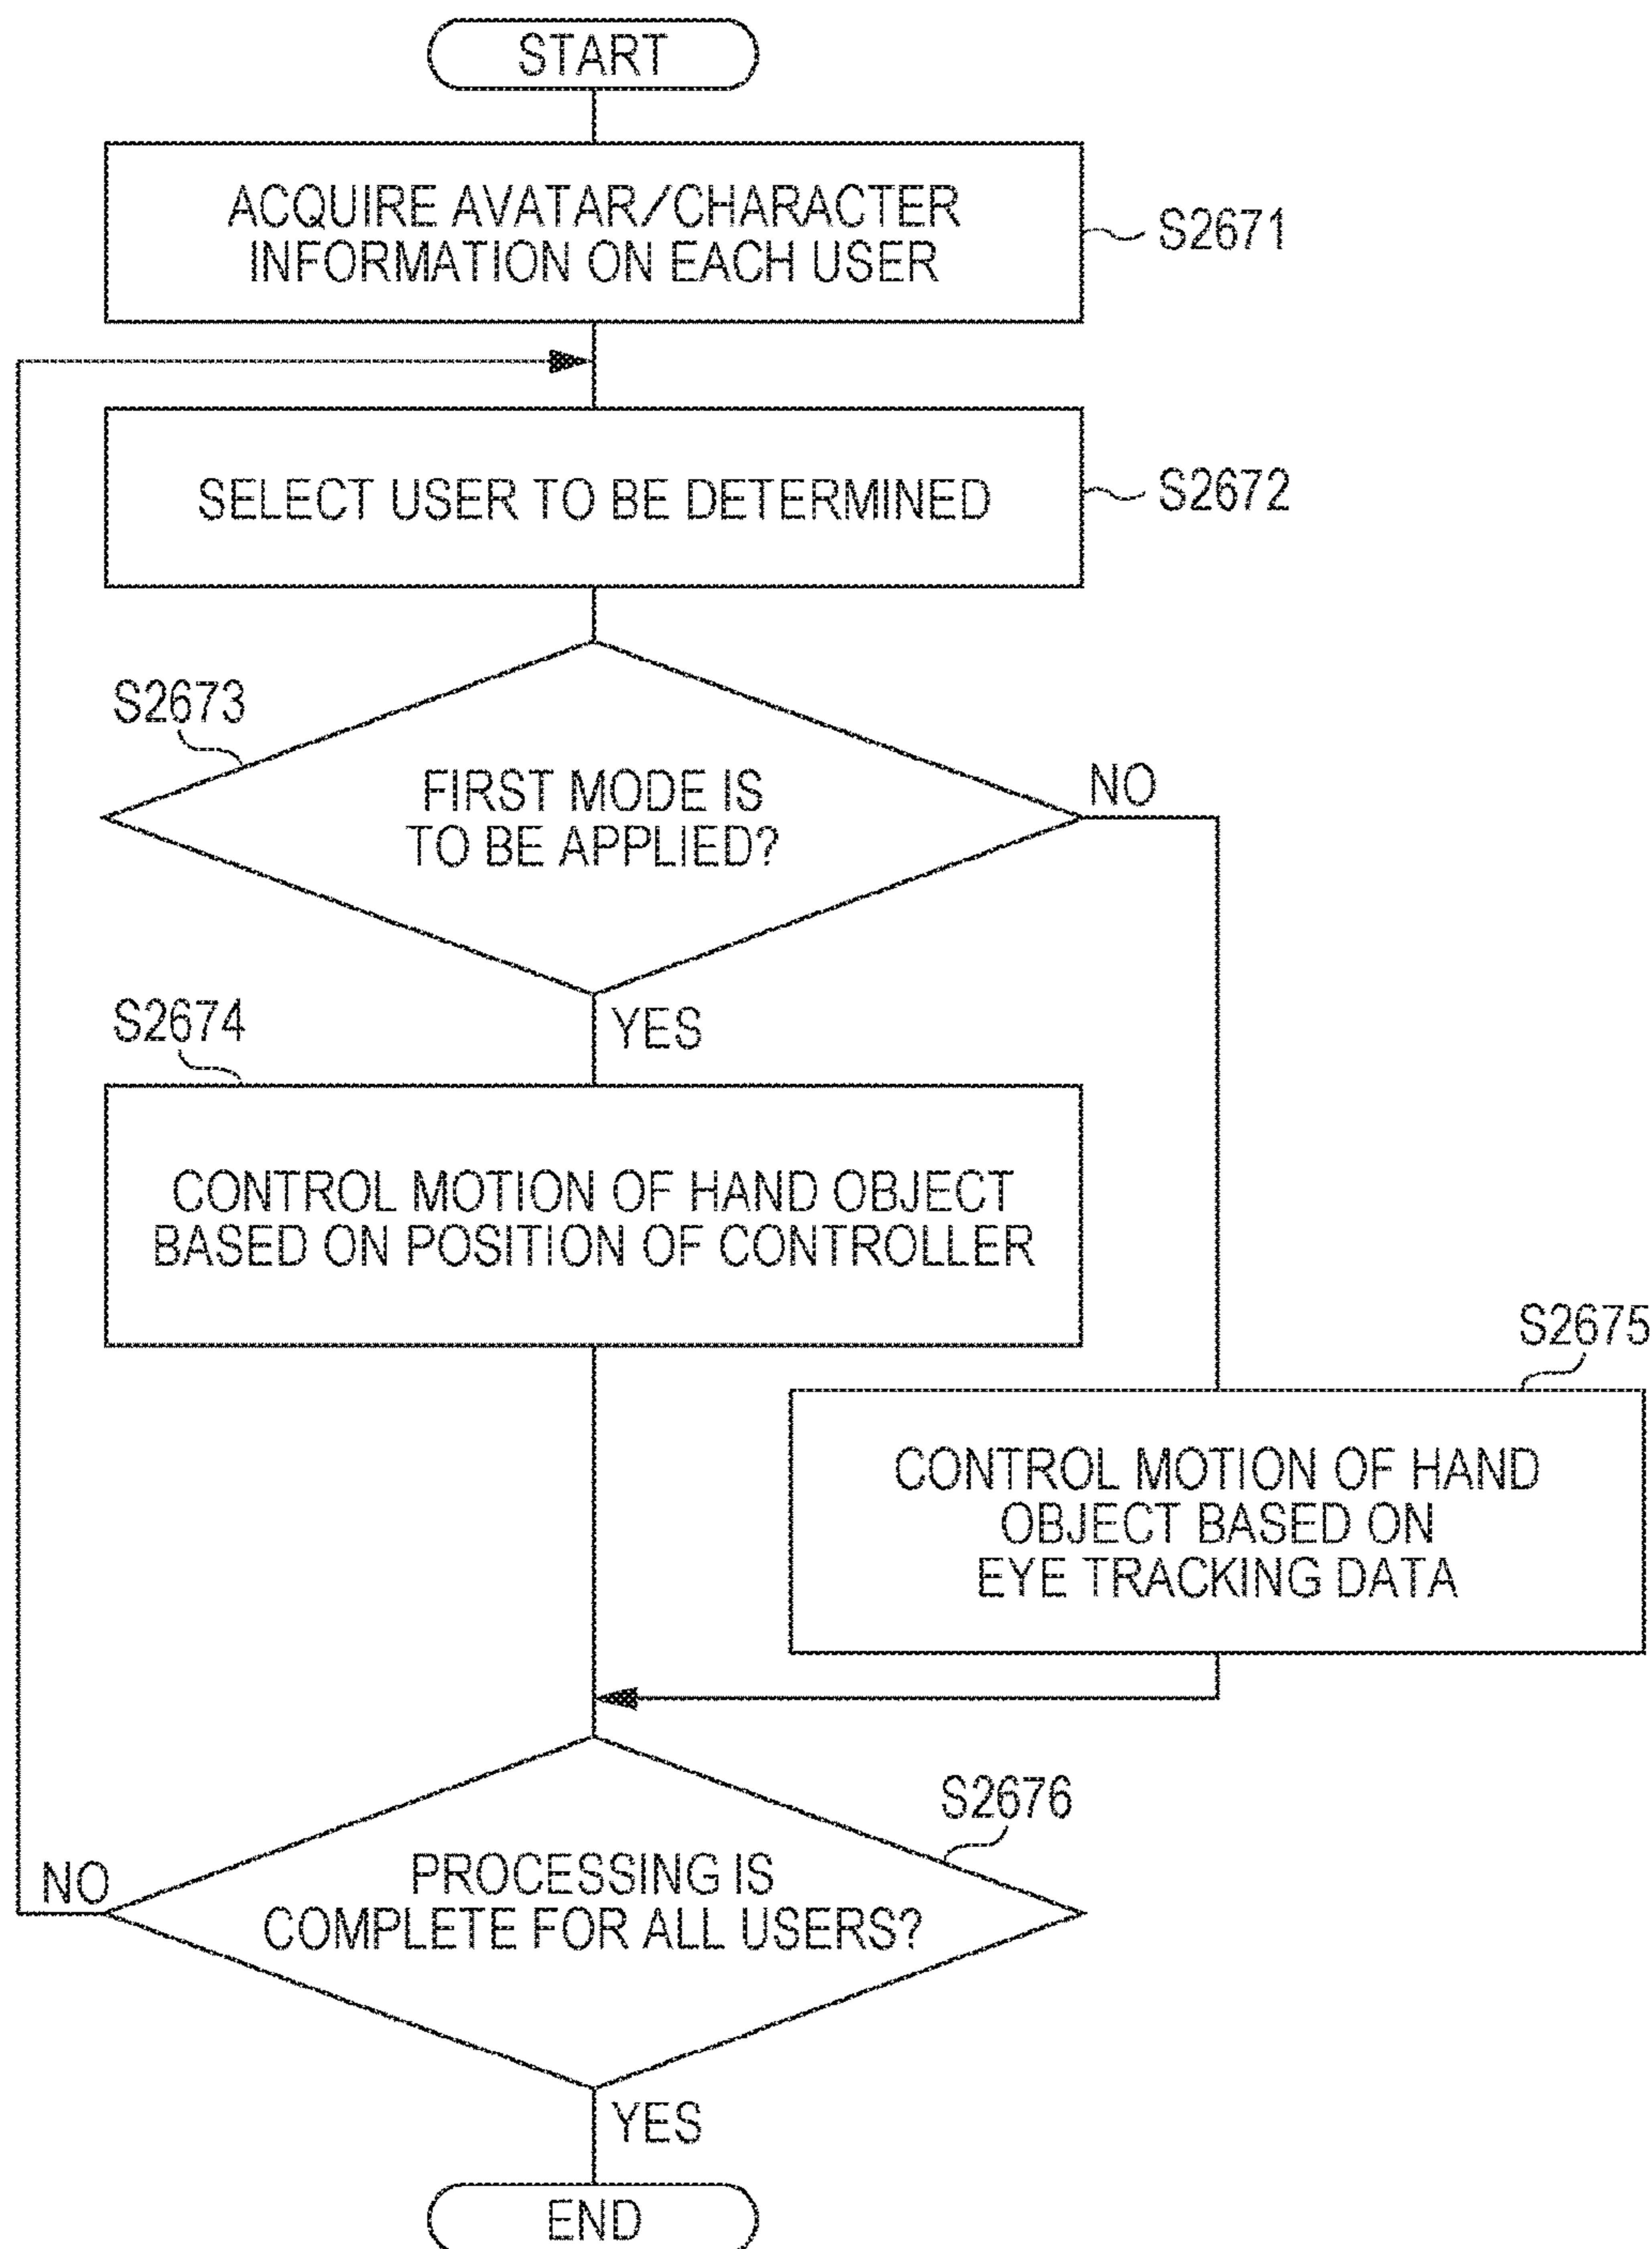 START
ACQUIRE AVATAR/CHARACTER
INFORMATION ON EACH USER
S2671
SELECT USER TO BE DETERMINED
S2672
S2673
FIRST MODE IS
TO BE APPLIED?
NO
YES
S2674
CONTROL MOTION OF HAND OBJECT
BASED ON POSITION OF CONTROLLER
S2675
CONTROL MOTION OF HAND
OBJECT BASED ON
EYE TRACKING DATA
S2676
PROCESSING IS
COMPLETE FOR ALL USERS?
NO
YES
END